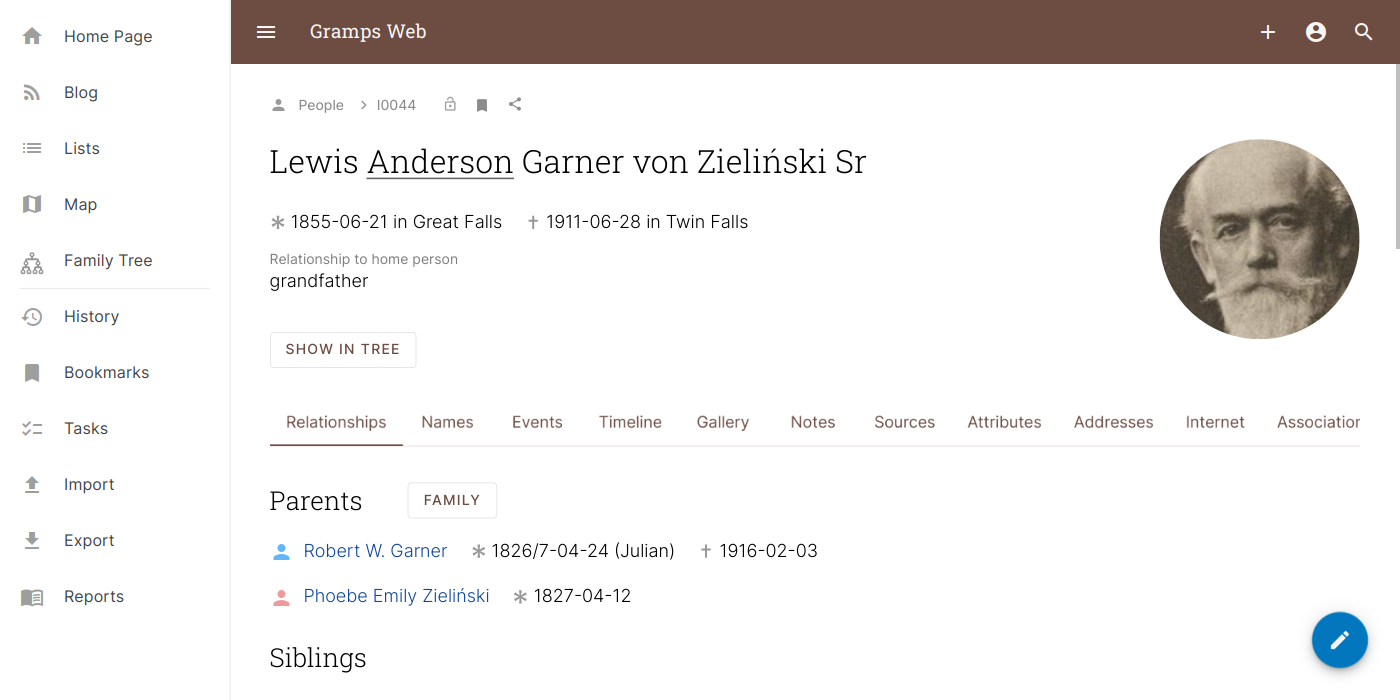 Home Page
Blog
Lists
Map
Family Tree
History
Bookmarks
Tasks
Import
Export
Reports
Gramps Web
People > I0044
Lewis Anderson Garner von Zieliński Sr
* 1855-06-21 in Great Falls † 1911-06-28 in Twin Falls
Relationship to home person
grandfather
SHOW IN TREE
Relationships Names Events Timeline Gallery Notes Sources Attributes Addresses Internet Association
Parents FAMILY
Robert W. Garner * 1826/7-04-24 (Julian) † 1916-02-03
Phoebe Emily Zieliński * 1827-04-12
Siblings